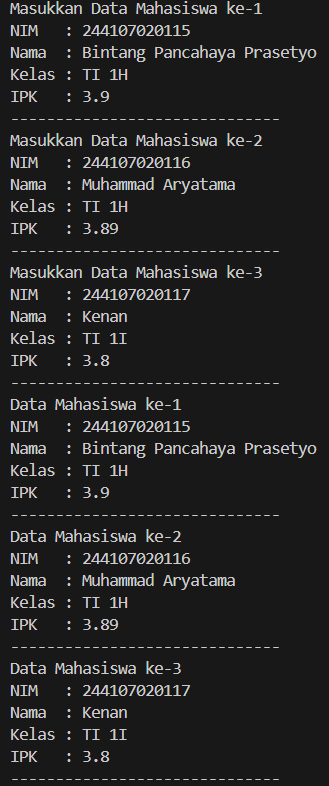 Masukkan Data Mahasiswa ke-1
NIM   : 244107020115
Nama  : Bintang Pancahaya Prasetyo
Kelas : TI 1H
IPK   : 3.9
------------------------------
Masukkan Data Mahasiswa ke-2
NIM   : 244107020116
Nama  : Muhammad Aryatama
Kelas : TI 1H
IPK   : 3.89
------------------------------
Masukkan Data Mahasiswa ke-3
NIM   : 244107020117
Nama  : Kenan
Kelas : TI 1I
IPK   : 3.8
------------------------------
Data Mahasiswa ke-1
NIM   : 244107020115
Nama  : Bintang Pancahaya Prasetyo
Kelas : TI 1H
IPK   : 3.9
------------------------------
Data Mahasiswa ke-2
NIM   : 244107020116
Nama  : Muhammad Aryatama
Kelas : TI 1H
IPK   : 3.89
------------------------------
Data Mahasiswa ke-3
NIM   : 244107020117
Nama  : Kenan
Kelas : TI 1I
IPK   : 3.8
------------------------------